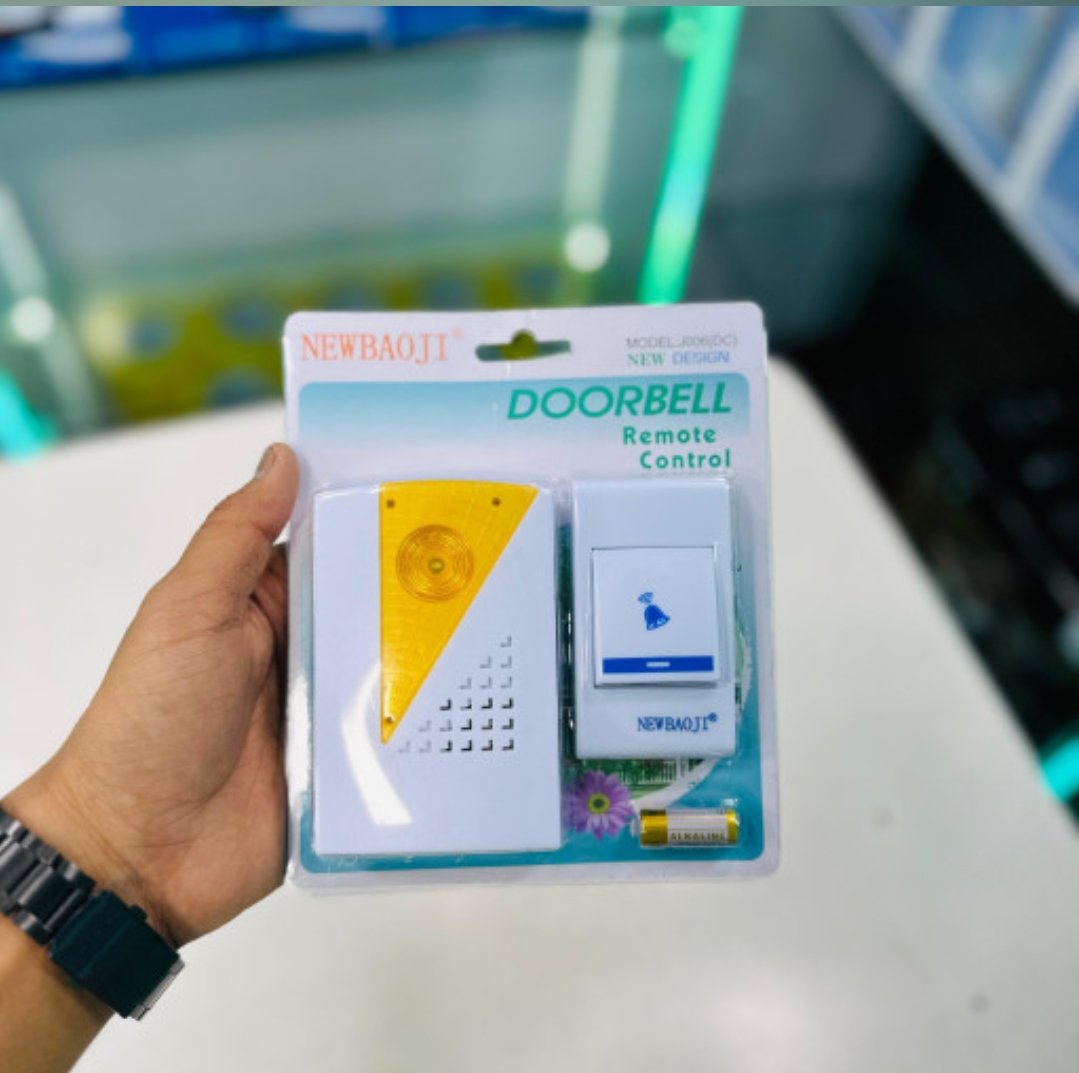 NEWBAOJI®
MODEL:J006(DC)
NEW DESIGN
DOORBELL
Remote
Control
NEWBAOJI®
ALKALINE